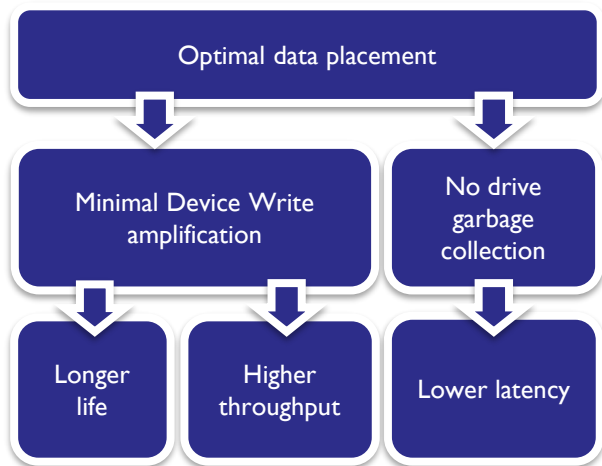 Optimal data placement
Minimal Device Write
amplification
No drive
garbage
collection
Longer
life
Higher
throughput
Lower latency